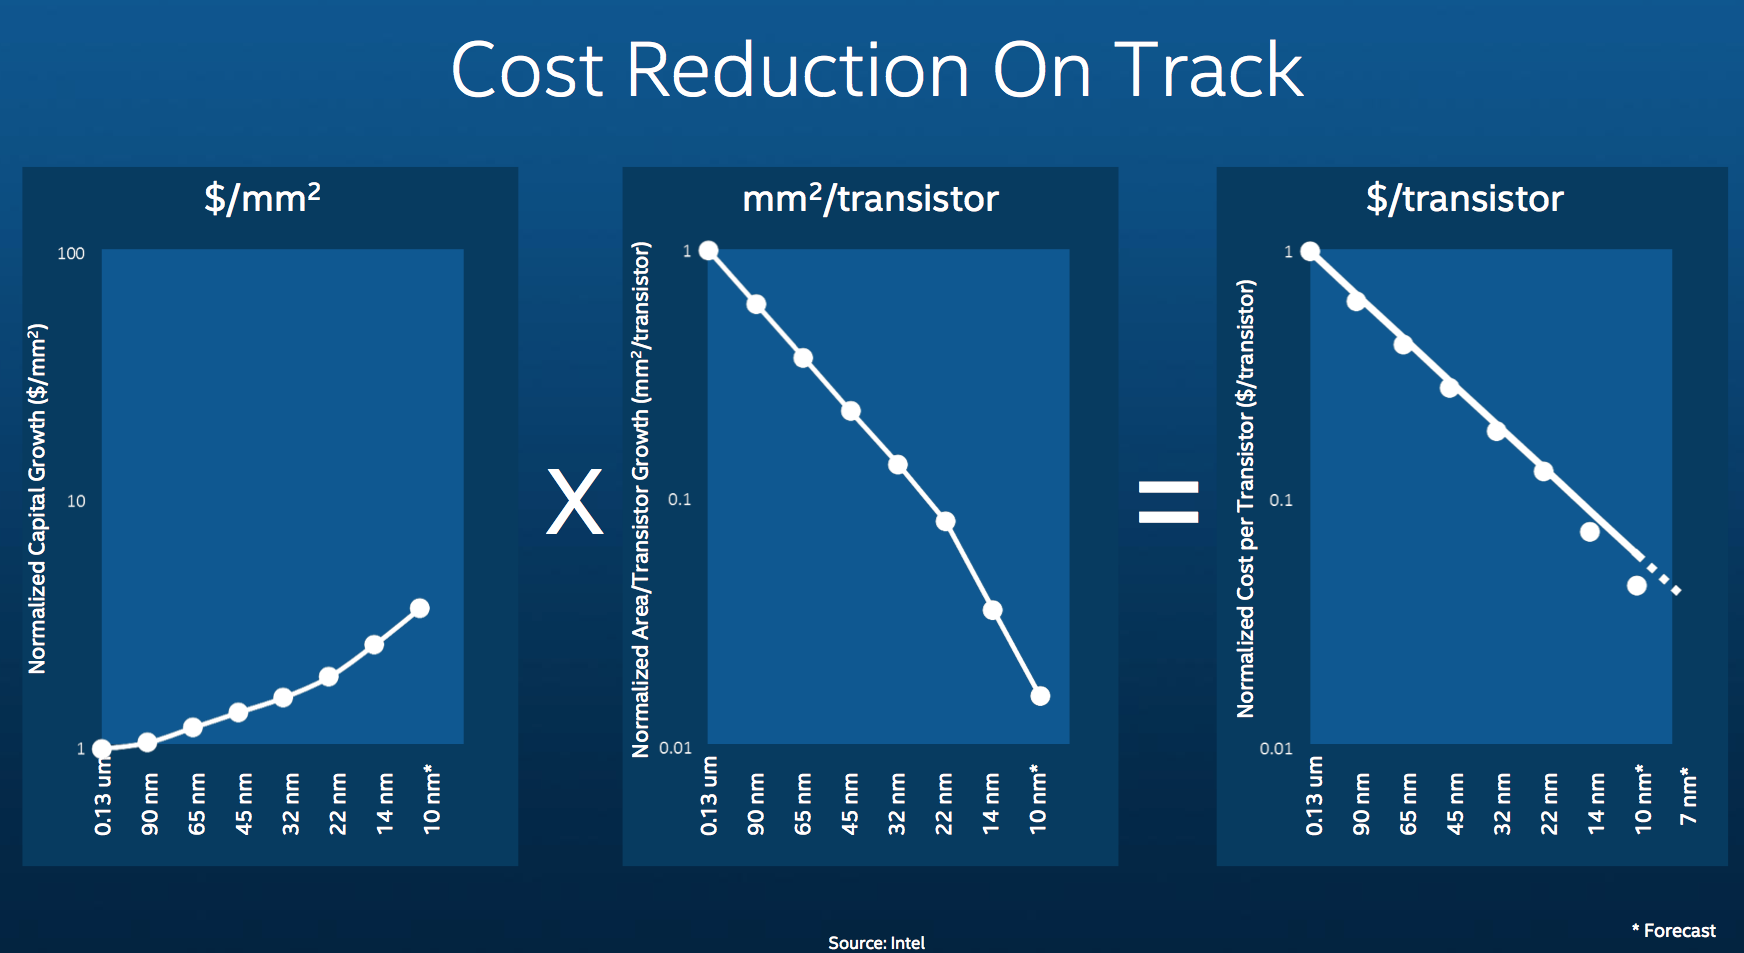 Cost Reduction On Track
$/mm²
Normalized Capital Growth ($/mm²)
100
10
1
0.13 um
90 nm
65 nm
45 nm
32 nm
22 nm
14 nm
10 nm*
X
mm²/transistor
Normalized Area/Transistor Growth (mm²/transistor)
1
0.1
0.01
0.13 um
90 nm
65 nm
45 nm
32 nm
22 nm
14 nm
10 nm*
=
$/transistor
Normalized Cost per Transistor ($/transistor)
1
0.1
0.01
0.13 um
90 nm
65 nm
45 nm
32 nm
22 nm
14 nm
10 nm*
7 nm*
* Forecast
Source: Intel